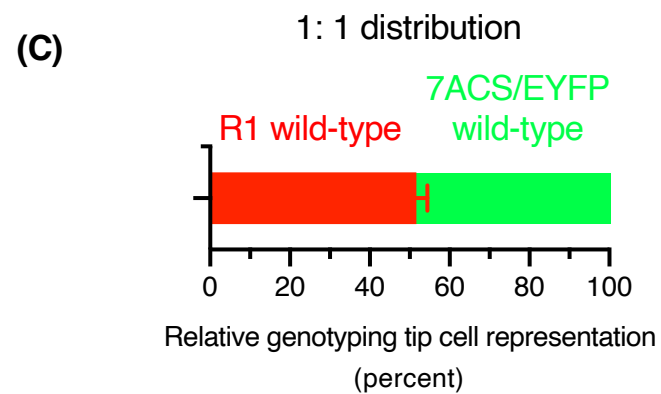 (C)
1: 1 distribution
R1 wild-type
7ACS/EYFP
wild-type
0 20 40 60 80 100
Relative genotyping tip cell representation
(percent)